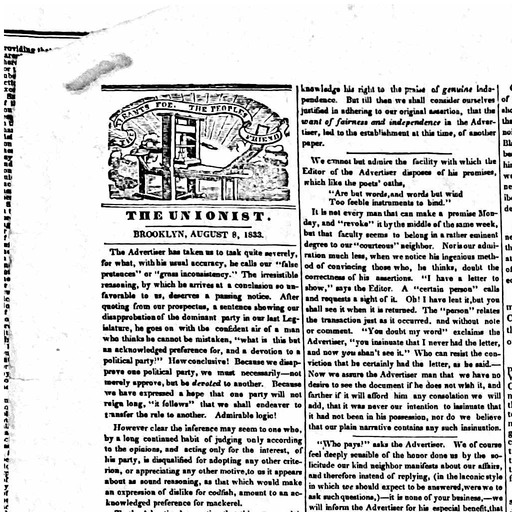 TYRANTS FOE. THE PEOPLES FRIEND
THE UNIONIST.
BROOKLYN, AUGUST 8, 1833.
The Advertiser has taken us to task quite severely,
for what, with his usual accuracy, he calls our "false
pretences" or "gross inconsistency." The irresistible
reasoning, by which he arrives at a conclusion so un-
favorable to us, deserves a passing notice. After
quoting from our prospectus, a sentence showing our
disapprobation of the dominant party in our last Leg-
islature, he goes on with the confident air of a man
who thinks he cannot be mistaken, "what is this but
an acknowledged preference for, and a devotion to a
political party!" How conclusive! Because we disap-
prove one political party, we must necessarily—not
merely approve, but be devoted to another. Because
we have expressed a hope that one party will not
reign long, "it follows" that we shall endeavor to
transfer the rule to another. Admirable logic!
However clear the inference may seem to one who,
by a long continued habit of judging only according
to the opinions, and acting only for the interest, of
his party, is disqualified for adopting any other crite-
rion, or appreciating any other motive, to us it appears
about as sound reasoning, as that which would make
an expression of dislike for codfish, amount to an ac-
knowledged preference for mackerel.
knowledge his right to the praise of genuine inde-
pendence. But till then we shall consider ourselves
justified in adhering to our original assertion, that the
want of fairness and independence in the Adver-
tiser, led to the establishment at this time, of another
paper.
We cannot but admire the facility with which the
Editor of the Advertiser disposes of his promises,
which like the poets' oaths,
"Are but words, and words but wind
Too feeble instruments to bind."
It is not every man that can make a promise Mon-
day, and "revoke" it by the middle of the same week,
but that faculty seems to belong in a rather eminent
degree to our "courteous" neighbor. Nor is our admi-
ration much less, when we notice his ingenious meth-
od of convincing those who, he thinks, doubt the
correctness of his assertions. "I have a letter to
show," says the Editor. A "certain person" calls
and requests a sight of it. Oh! I have lent it, but you
shall see it when it is returned. The "person" relates
the transaction just as it occurred, and without note
or comment. "You doubt my word" exclaims the
Advertiser, "you insinuate that I never had the letter,
and now you shan't see it." Who can resist the con-
viction that he certainly had the letter, as he said.—
Now we assure the Advertiser man that we have no
desire to see the document if he does not wish it, and
farther if it will afford him any consolation we will
add, that it was never our intention to insinuate that
it had not been in his possession, nor do we believe
that our plain narrative contains any such insinuation.
"Who pays?" asks the Advertiser. We of course
feel deeply sensible of the honor done us by the so-
licitude our kind neighbor manifests about our affairs,
and therefore instead of replying, (in the laconic style
in which we should expect to be answered, were we to
ask such questions,)—it is none of your business,—we
will inform the Advertiser for his especial benefit, that